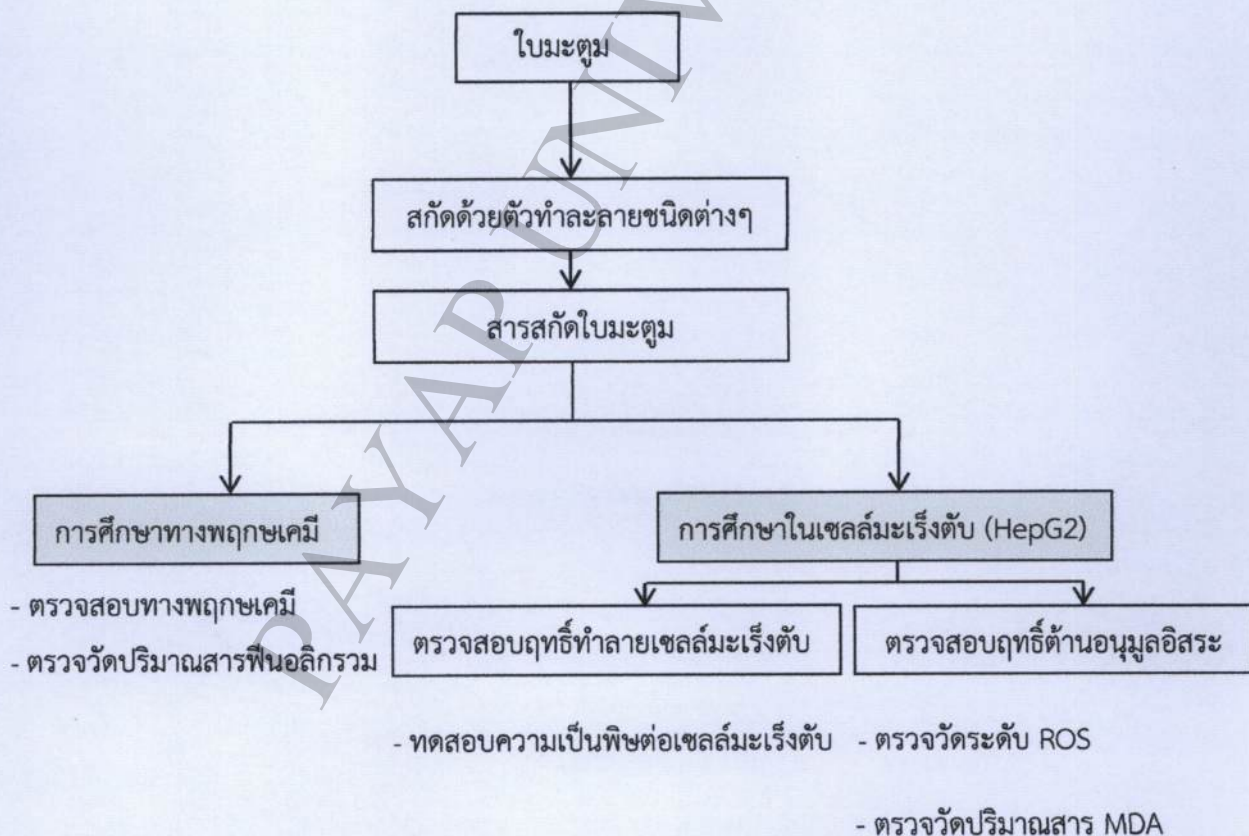 ใบมะตูม
สกัดด้วยตัวทำละลายชนิดต่างๆ
สารสกัดใบมะตูม
การศึกษาทางพฤกษเคมี
- ตรวจสอบทางพฤกษเคมี
- ตรวจวัดปริมาณสารฟีนอลิกรวม
การศึกษาในเซลล์มะเร็งตับ (HepG2)
ตรวจสอบฤทธิ์ทำลายเซลล์มะเร็งตับ
- ทดสอบความเป็นพิษต่อเซลล์มะเร็งตับ
ตรวจสอบฤทธิ์ต้านอนุมูลอิสระ
- ตรวจวัดระดับ ROS
- ตรวจวัดปริมาณสาร MDA
PAYAP UNIV